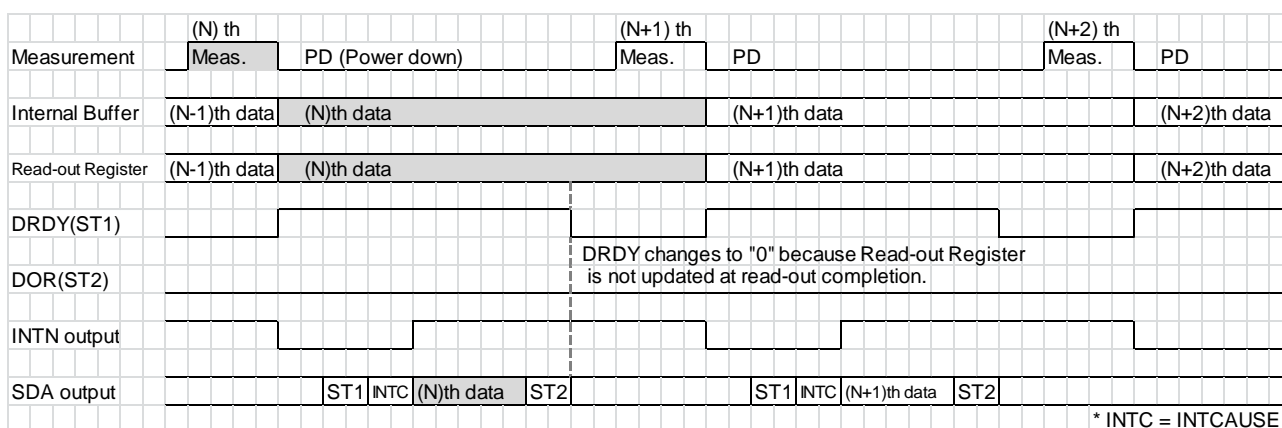 (N) th (N+1) th (N+2) th
Measurement Meas. PD (Power down) Meas. PD Meas. PD
Internal Buffer (N-1)th data (N)th data (N+1)th data (N+2)th data
Read-out Register (N-1)th data (N)th data (N+1)th data (N+2)th data
DRDY(ST1)
DRDY changes to "0" because Read-out Register
is not updated at read-out completion.
DOR(ST2)
INTN output
SDA output ST1 INTC (N)th data ST2 ST1 INTC (N+1)th data ST2
* INTC = INTCAUSE